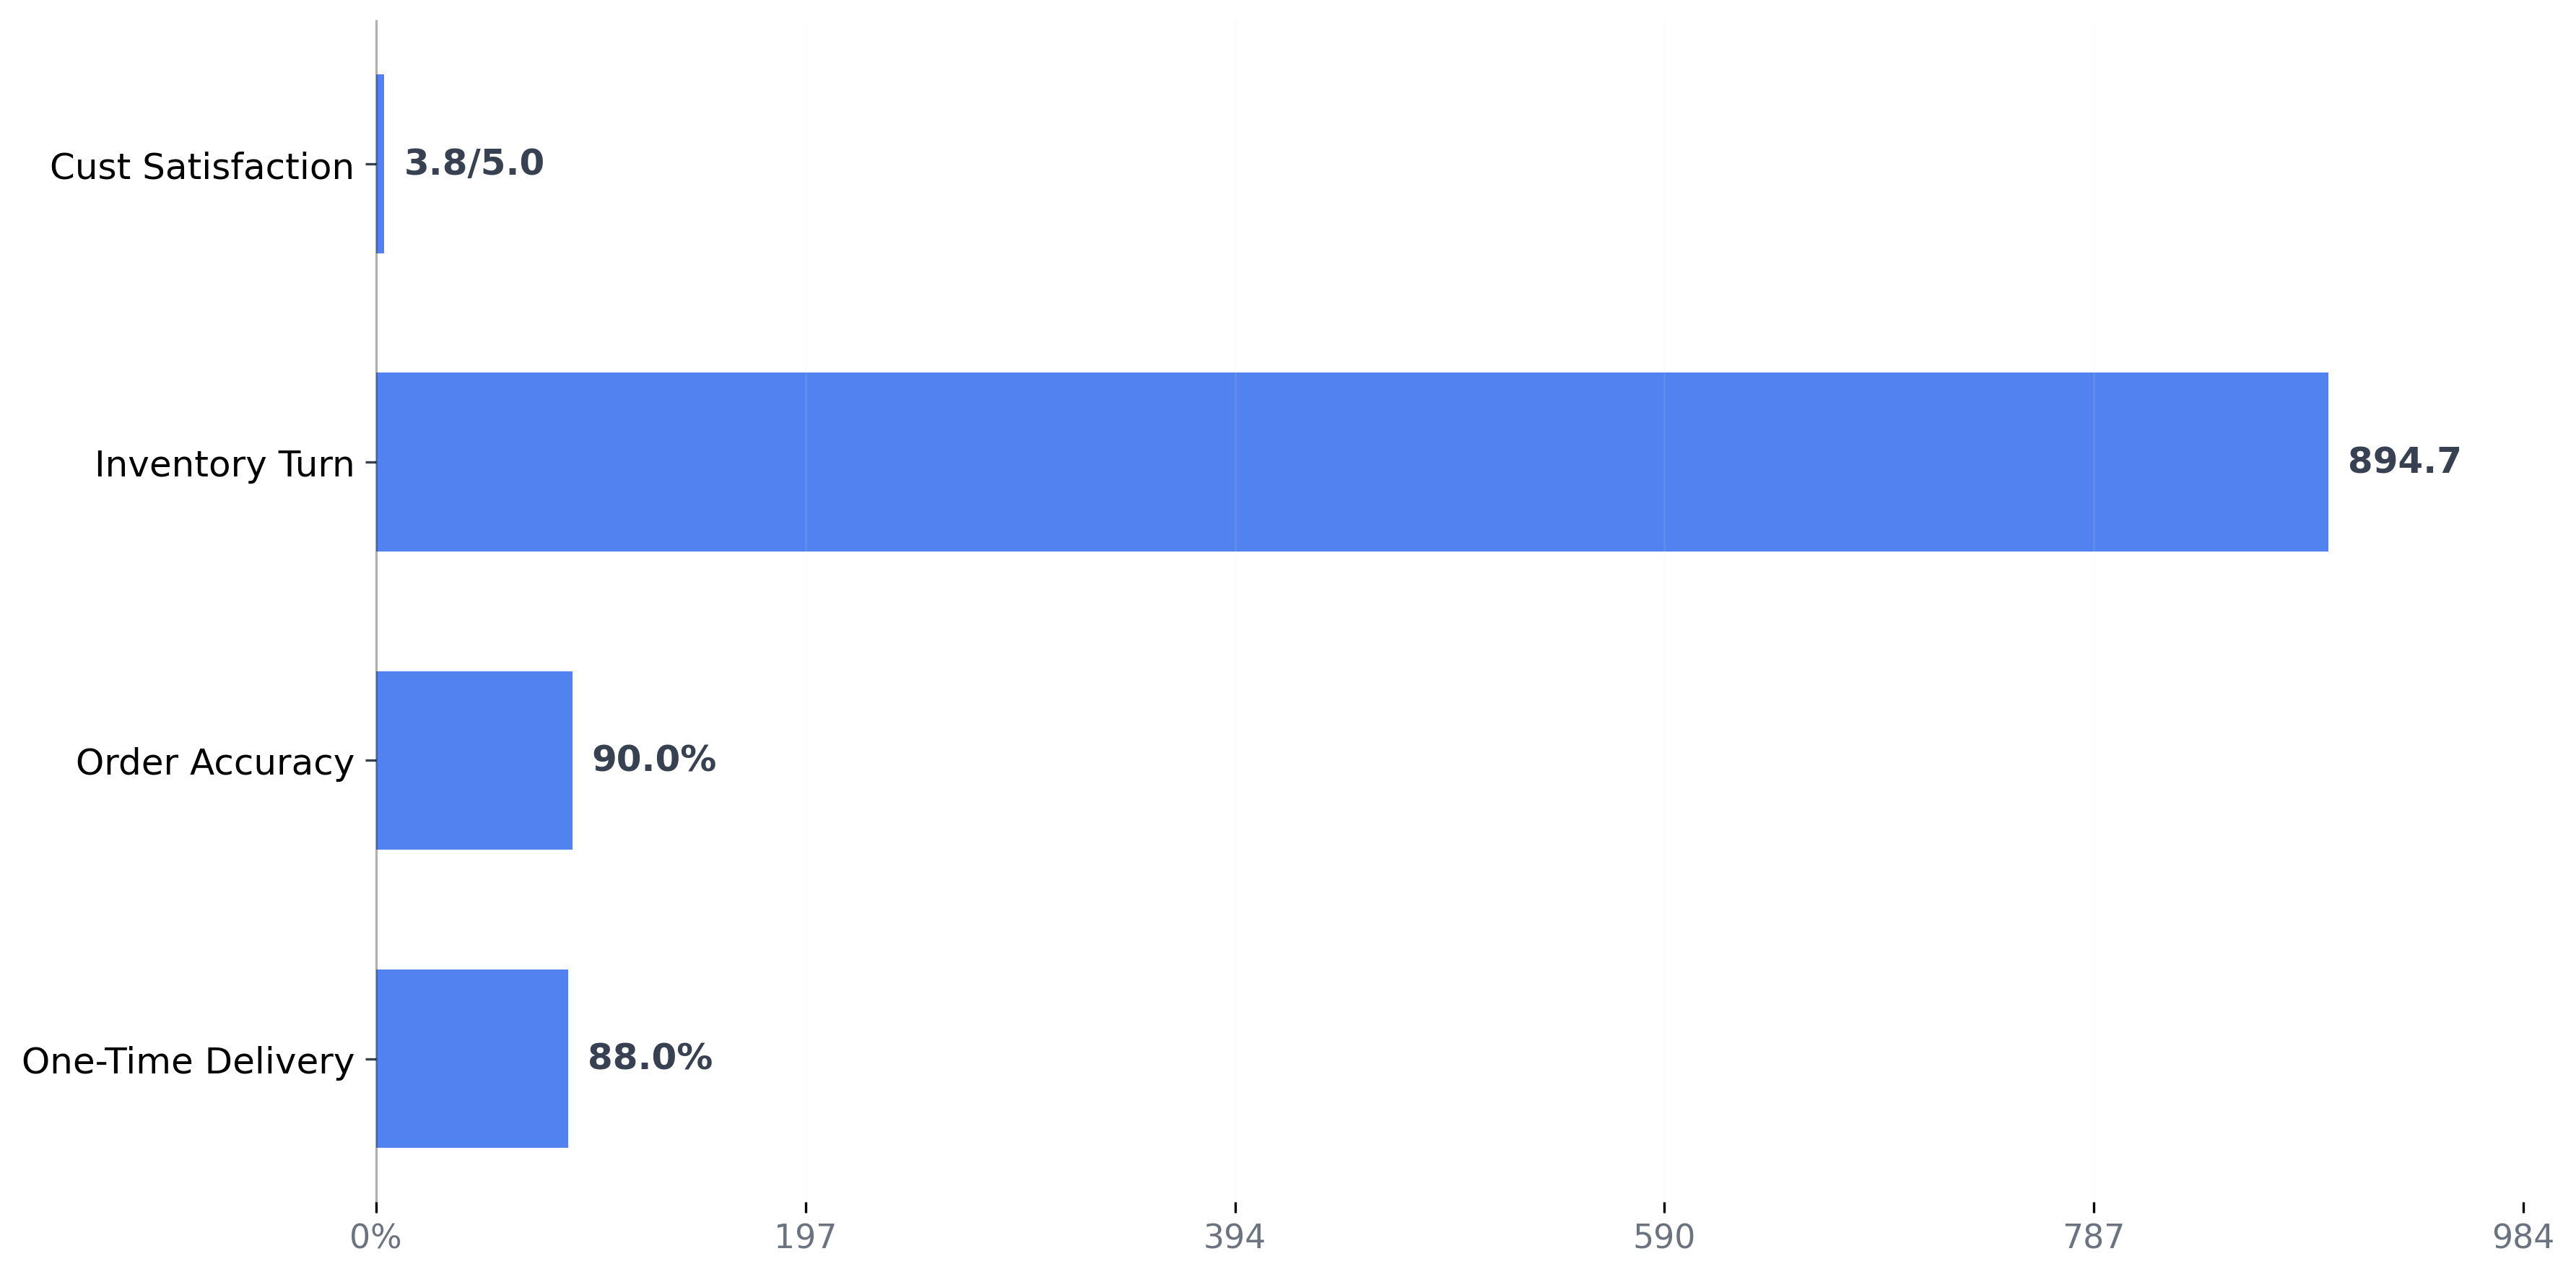 Cust Satisfaction 3.8/5.0
Inventory Turn 894.7
Order Accuracy 90.0%
One-Time Delivery 88.0%
0% 197 394 590 787 984